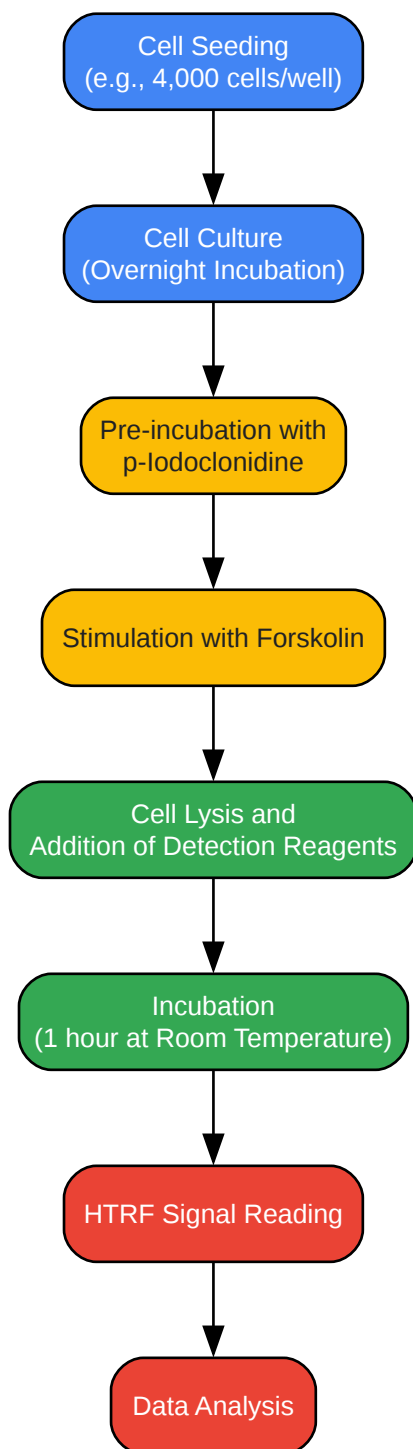 Cell Seeding
(e.g., 4,000 cells/well)
Cell Culture
(Overnight Incubation)
Pre-incubation with
p-Iodoclonidine
Stimulation with Forskolin
Cell Lysis and
Addition of Detection Reagents
Incubation
(1 hour at Room Temperature)
HTRF Signal Reading
Data Analysis